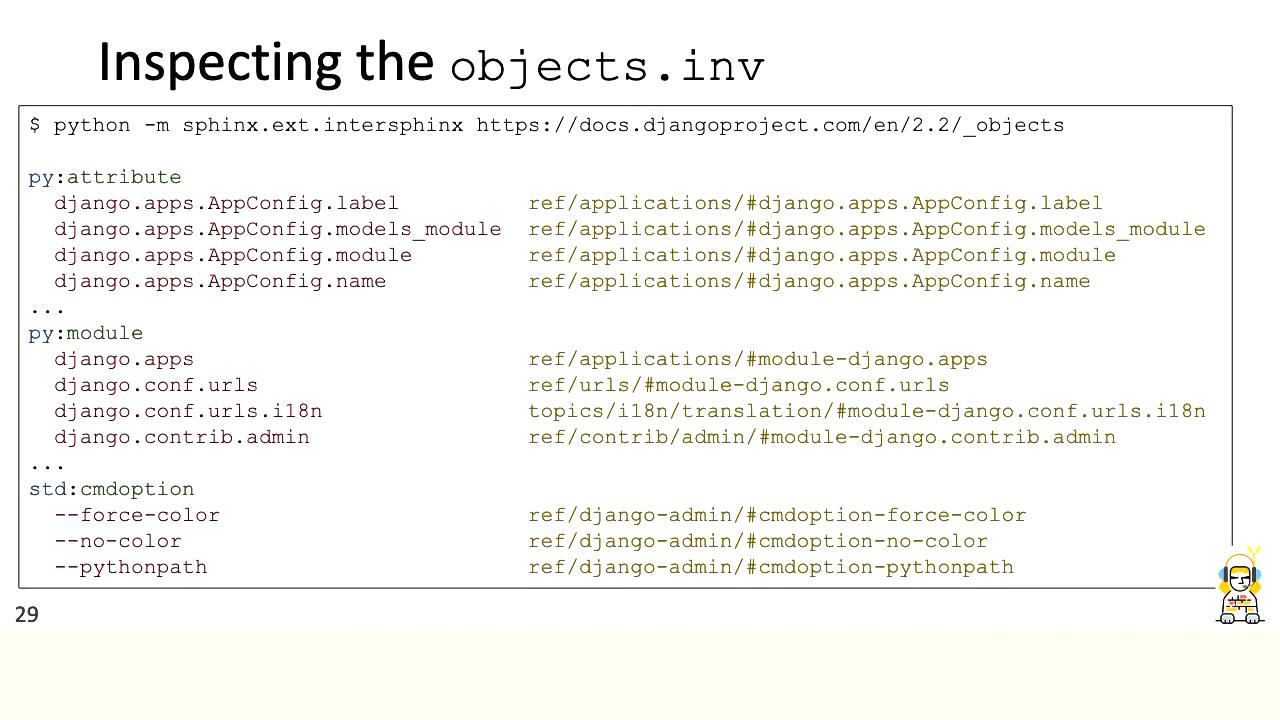 Inspecting the objects.inv
$ python -m sphinx.ext.intersphinx https://docs.djangoproject.com/en/2.2/_objects
py:attribute
django.apps.AppConfig.label ref/applications/#django.apps.AppConfig.label
django.apps.AppConfig.models_module ref/applications/#django.apps.AppConfig.models_module
django.apps.AppConfig.module ref/applications/#django.apps.AppConfig.module
django.apps.AppConfig.name ref/applications/#django.apps.AppConfig.name
...
py:module
django.apps ref/applications/#module-django.apps
django.conf.urls ref/urls/#module-django.conf.urls
django.conf.urls.i18n topics/i18n/translation/#module-django.conf.urls.i18n
django.contrib.admin ref/contrib/admin/#module-django.contrib.admin
...
std:cmdoption
--force-color ref/django-admin/#cmdoption-force-color
--no-color ref/django-admin/#cmdoption-no-color
--pythonpath ref/django-admin/#cmdoption-pythonpath
29